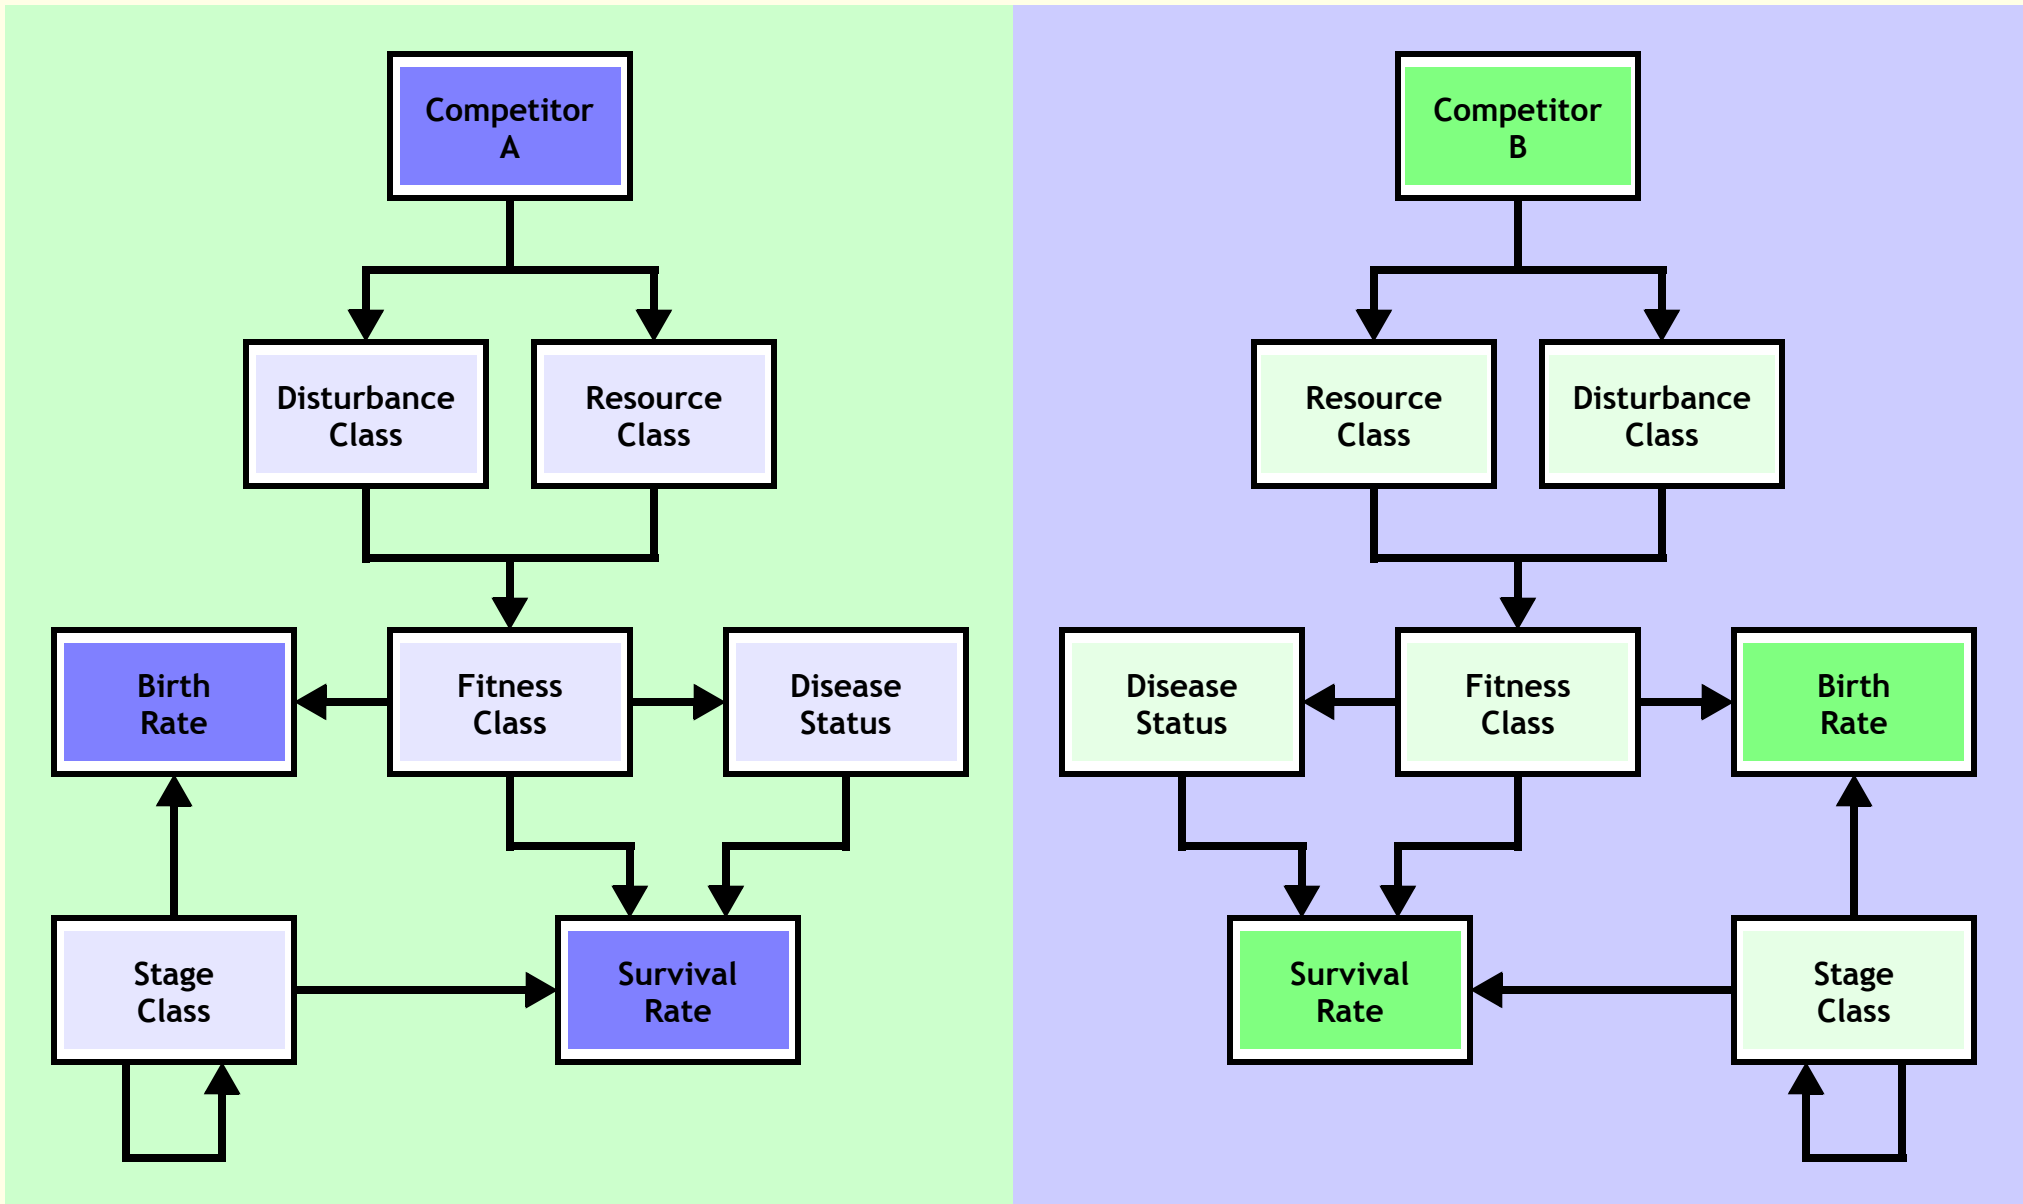 Competitor
A
Disturbance
Class
Resource
Class
Birth
Rate
Fitness
Class
Disease
Status
Stage
Class
Survival
Rate
Competitor
B
Resource
Class
Disturbance
Class
Disease
Status
Fitness
Class
Birth
Rate
Survival
Rate
Stage
Class